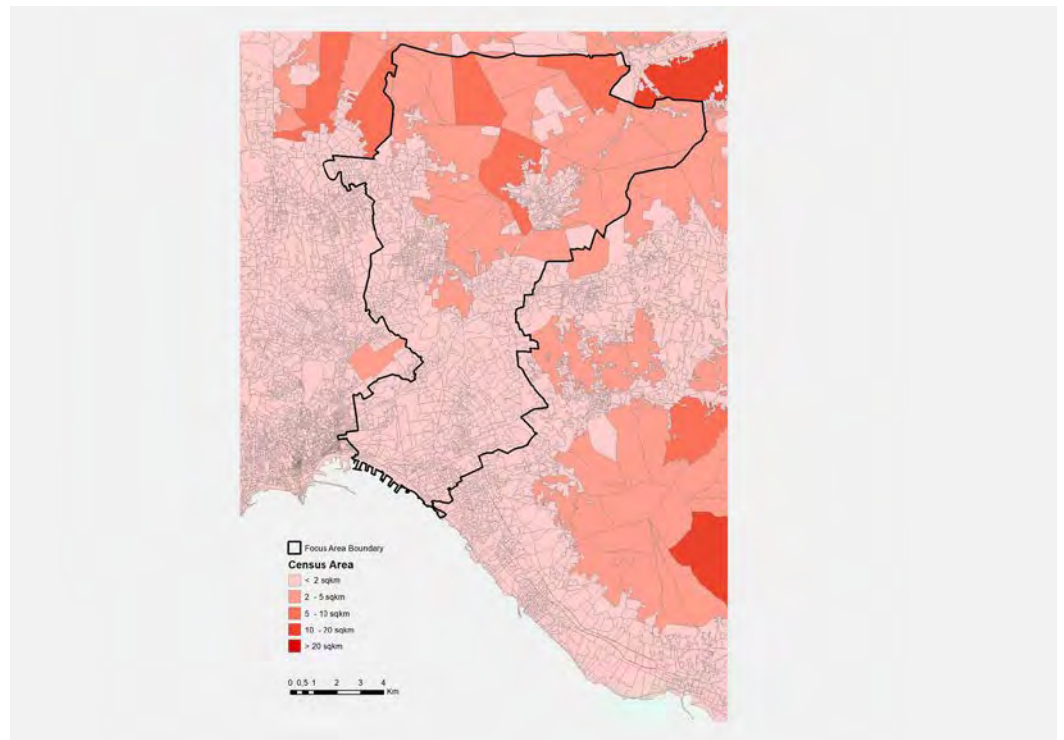 Focus Area Boundary
Census Area
< 2 sqkm
2 - 5 sqkm
5 - 10 sqkm
10 - 20 sqkm
> 20 sqkm
0 0,5 1 2 3 4
Km